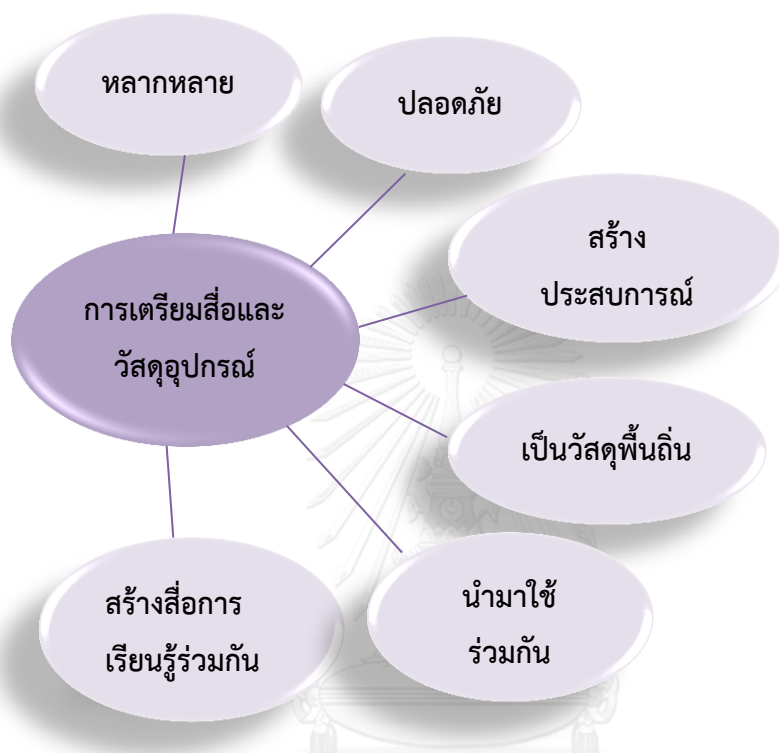 หลากหลาย
ปลอดภัย
สร้าง
ประสบการณ์
การเตรียมสื่อและ
วัสดุอุปกรณ์
เป็นวัสดุพื้นถิ่น
นำมาใช้
ร่วมกัน
สร้างสื่อการ
เรียนรู้ร่วมกัน